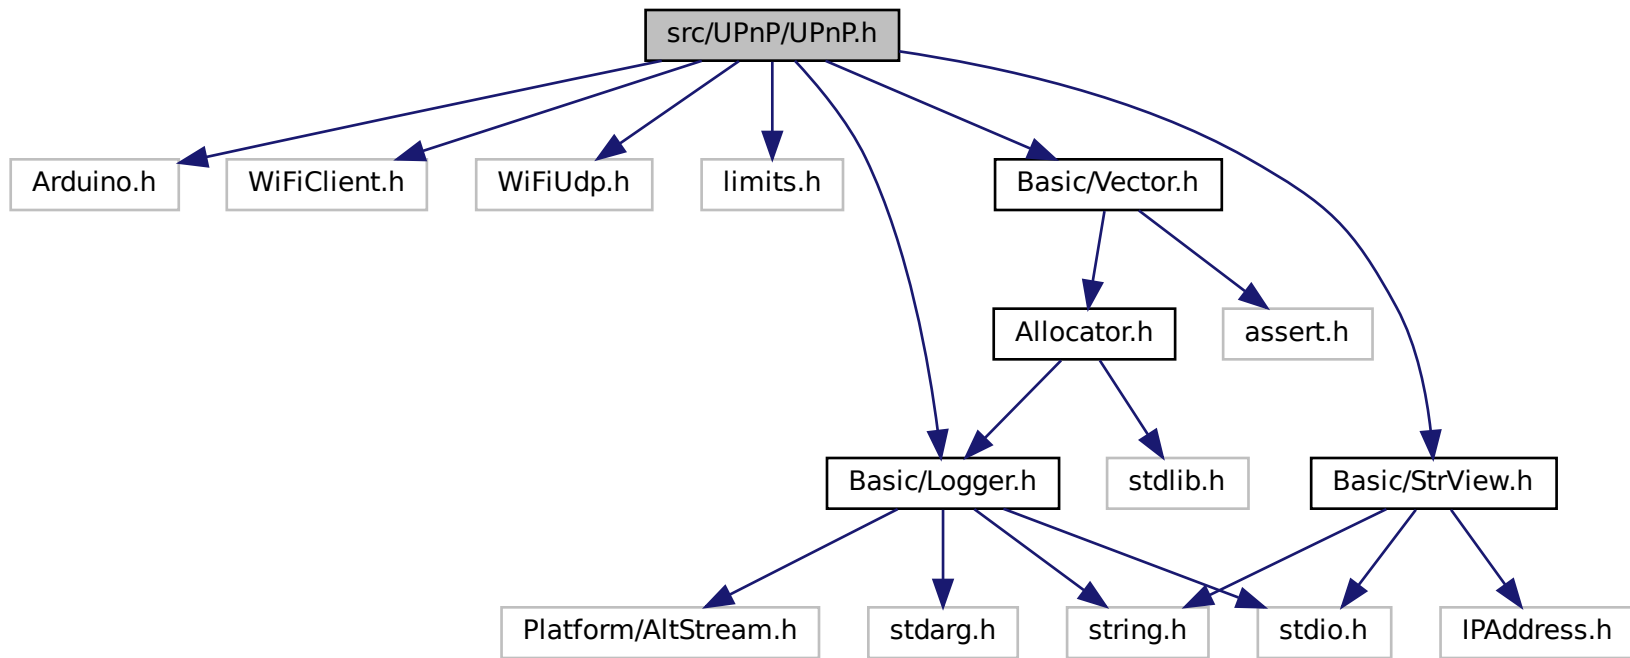 src/UPnP/UPnP.h
Arduino.h
WiFiClient.h
WiFiUdp.h
limits.h
Basic/Vector.h
Allocator.h
assert.h
Basic/Logger.h
stdlib.h
Basic/StrView.h
Platform/AltStream.h
stdarg.h
string.h
stdio.h
IPAddress.h